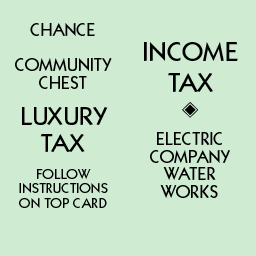 CHANCE
COMMUNITY
CHEST
LUXURY
TAX
FOLLOW
INSTRUCTIONS
ON TOP CARD
INCOME
TAX
ELECTRIC
COMPANY
WATER
WORKS